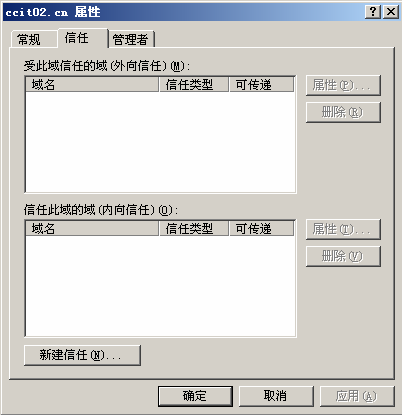 ccit02.cn 属性
常规 信任 管理者
受此域信任的域(外向信任)(M):
域名 信任类型 可传递
属性(P)...
删除(R)
信任此域的域(内向信任)(O):
域名 信任类型 可传递
属性(T)...
删除(V)
新建信任(N)...
确定 取消 应用(A)